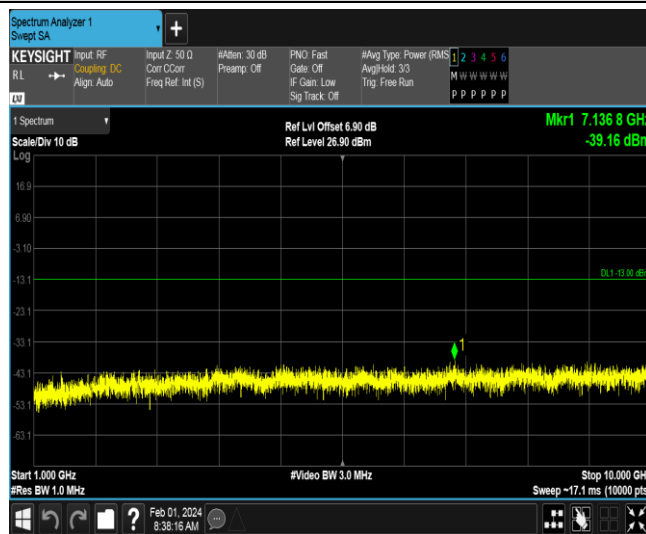 Spectrum Analyzer 1
Swept SA
+
KEYSIGHT
RL
LXI
Input: RF
Coupling: DC
Align: Auto
Input Z: 50 Ω
Corr CCorr
Freq Ref: Int (S)
#Atten: 30 dB
Preamp: Off
PNO: Fast
Gate: Off
IF Gain: Low
Sig Track: Off
#Avg Type: Power (RMS
Avg|Hold: 3/3
Trig: Free Run
1 2 3 4 5 6
M W W W W W
P P P P P P
1 Spectrum
Scale/Div 10 dB
Log
Ref Lvl Offset 6.90 dB
Ref Level 26.90 dBm
Mkr1 7.136 8 GHz
-39.16 dBm
16.9
6.90
-3.10
-13.1
DL1 -13.00 dBm
-23.1
-33.1
1
-43.1
-53.1
-63.1
Start 1.000 GHz
#Video BW 3.0 MHz
Stop 10.000 GHz
#Res BW 1.0 MHz
Sweep ~17.1 ms (10000 pts
?
Feb 01, 2024
8:38:16 AM